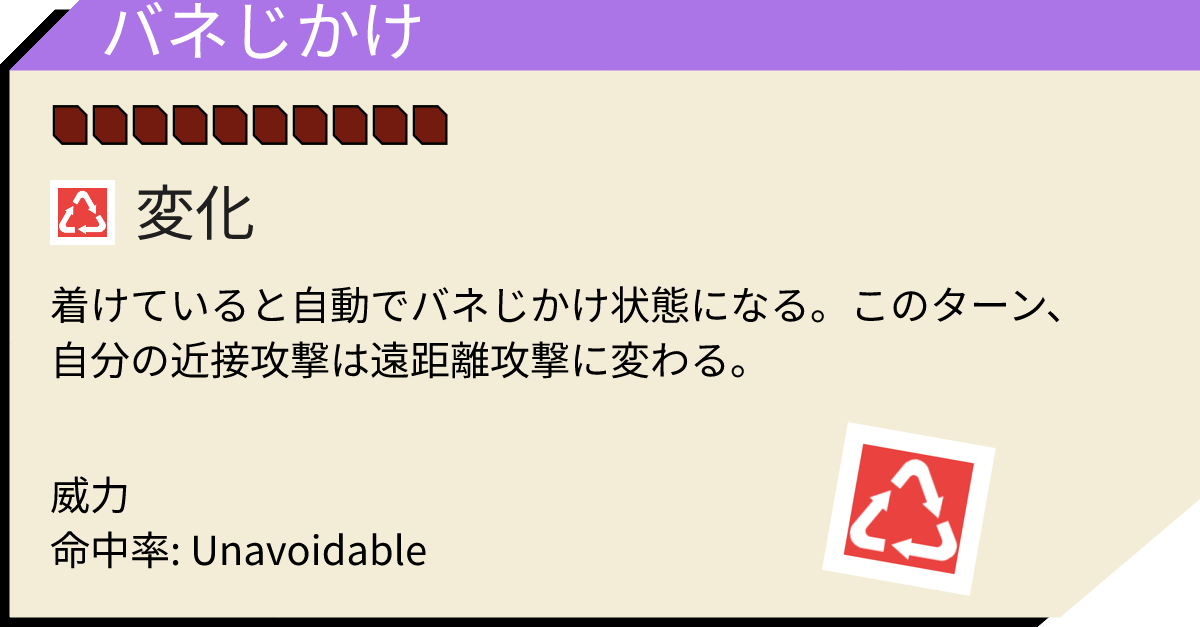 バネじかけ
変化
着けていると自動でバネじかけ状態になる。このターン、
自分の近接攻撃は遠距離攻撃に変わる。
威力
命中率: Unavoidable